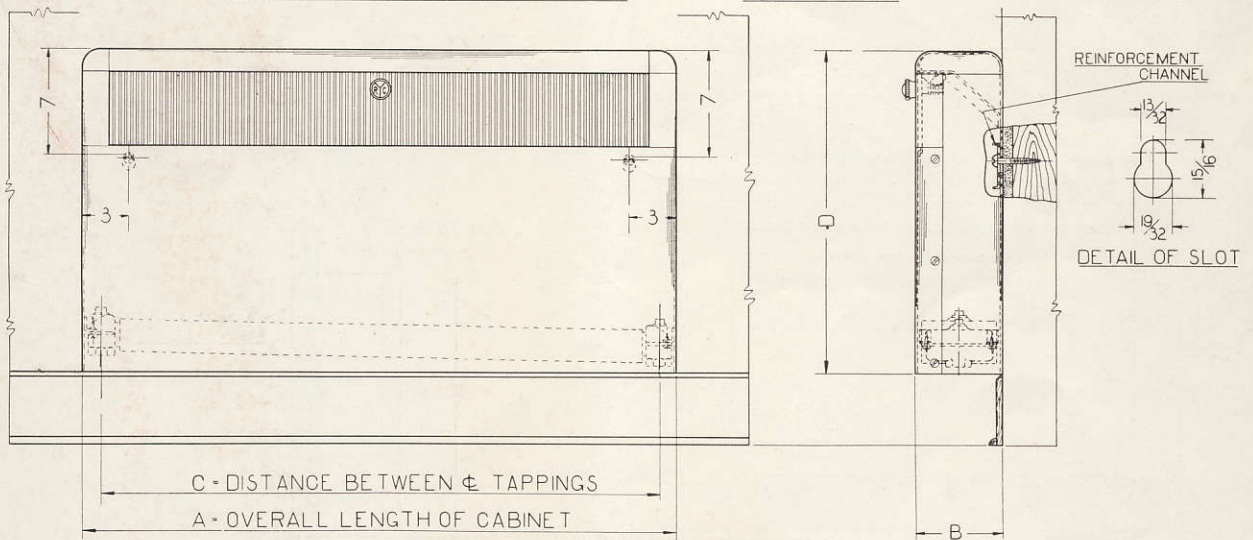 7
7
3
3
C = DISTANCE BETWEEN ℄ TAPPINGS
A = OVERALL LENGTH OF CABINET
D
B
REINFORCEMENT
CHANNEL
13/32
15/16
19/32
DETAIL OF SLOT